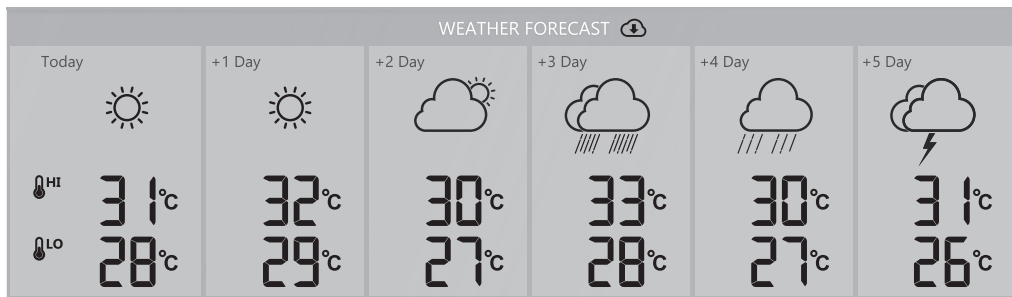 WEATHER FORECAST
Today +1 Day +2 Day +3 Day +4 Day +5 Day
HI 31°C 32°C 30°C 33°C 30°C 31°C
LO 28°C 29°C 27°C 28°C 27°C 26°C